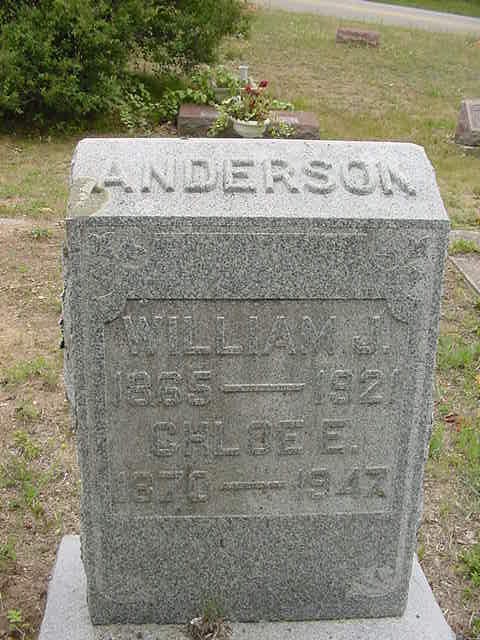 ANDERSON
WILLIAM J.
1865 — 1921
CHLOE E.
1870 — 1947